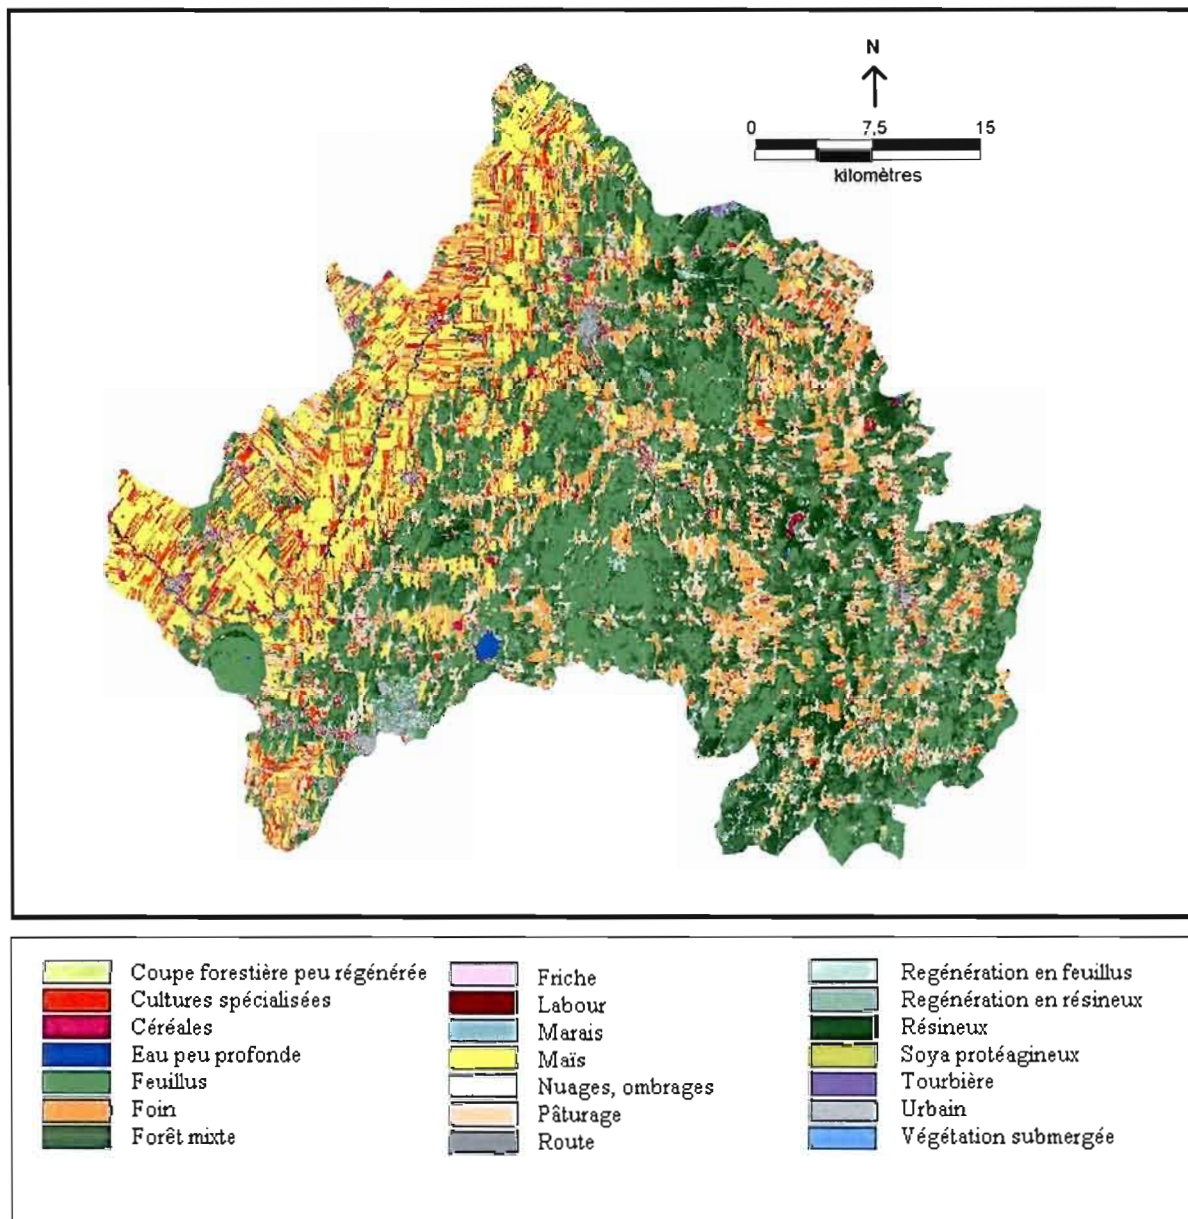 N
0 7,5 15
kilomètres
Coupe forestière peu régénérée
Cultures spécialisées
Céréales
Eau peu profonde
Feuillus
Foin
Forêt mixte
Friche
Labour
Marais
Maïs
Nuages, ombrages
Pâturage
Route
Regénération en feuillus
Regénération en résineux
Résineux
Soya protéagineux
Tourbière
Urbain
Végétation submergée